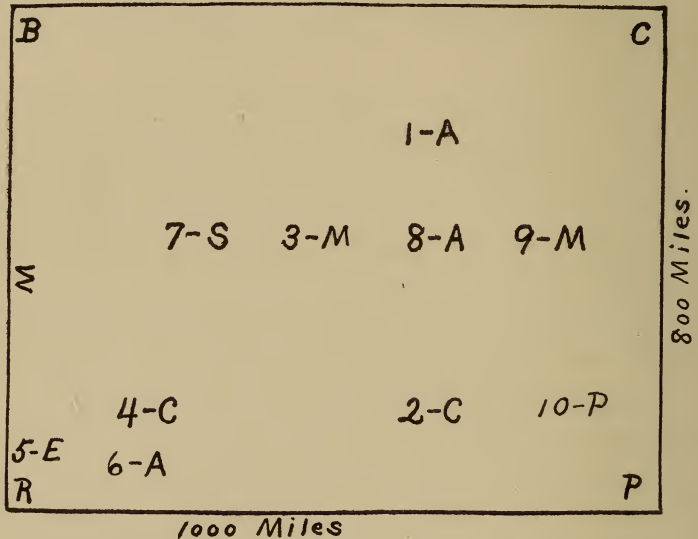 B C
1-A
7-S 3-M 8-A 9-M
M
800 Miles.
4-C 2-C 10-P
5-E 6-A
R P
1000 Miles